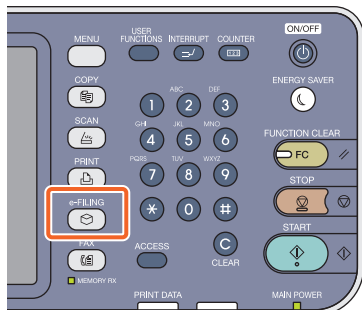 ON/OFF
MENU
USER
FUNCTIONS
INTERRUPT
COUNTER
123
COPY
ENERGY SAVER
ABC
DEF
1
2
3
SCAN
GHI
JKL
MNO
FUNCTION CLEAR
4
5
6
FC
PRINT
PQRS
TUV
WXYZ
7
8
9
STOP
e-FILING
*
0
#
START
FAX
ACCESS
C
CLEAR
MEMORY RX
PRINT DATA
MAIN POWER